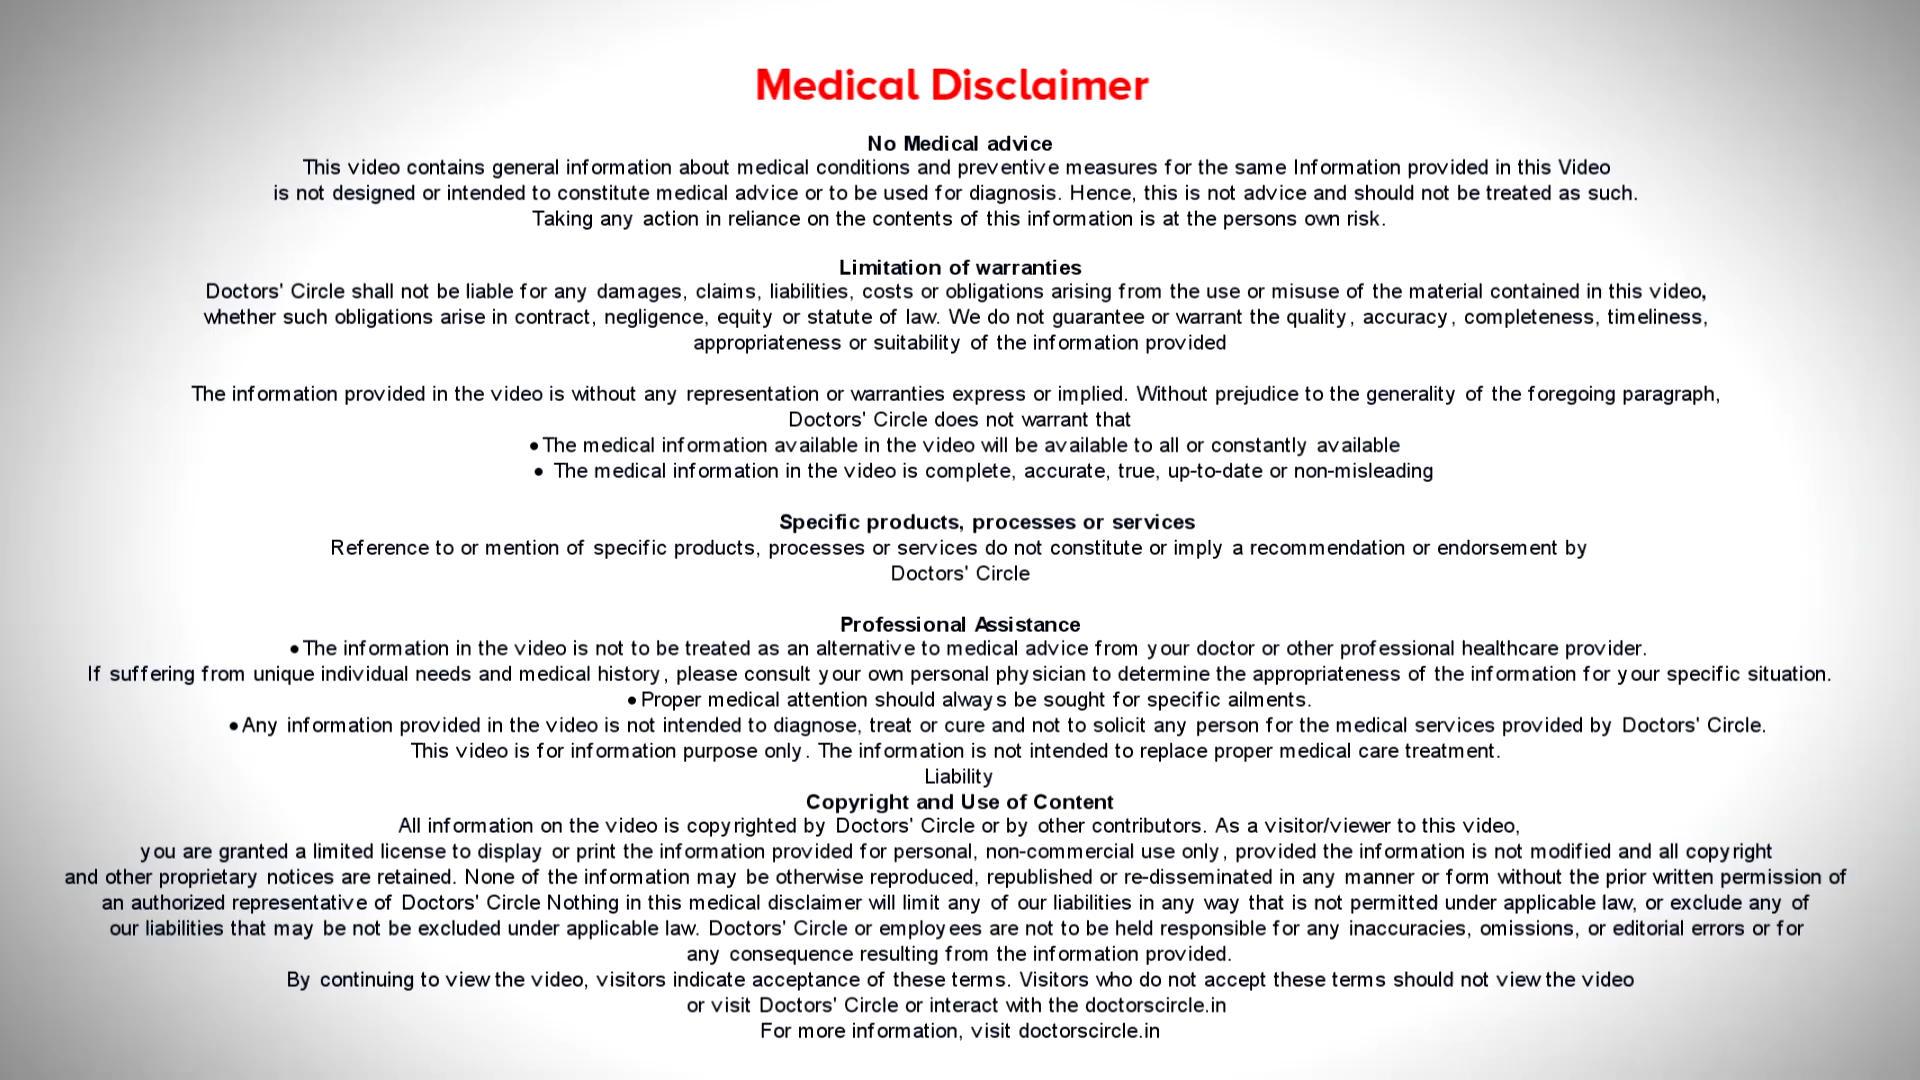 Medical Disclaimer
No Medical advice
This video contains general information about medical conditions and preventive measures for the same Information provided in this Video
is not designed or intended to constitute medical advice or to be used for diagnosis. Hence, this is not advice and should not be treated as such.
Taking any action in reliance on the contents of this information is at the persons own risk.
Limitation of warranties
Doctors' Circle shall not be liable for any damages, claims, liabilities, costs or obligations arising from the use or misuse of the material contained in this video,
whether such obligations arise in contract, negligence, equity or statute of law. We do not guarantee or warrant the quality, accuracy, completeness, timeliness,
appropriateness or suitability of the information provided
The information provided in the video is without any representation or warranties express or implied. Without prejudice to the generality of the foregoing paragraph,
Doctors' Circle does not warrant that
• The medical information available in the video will be available to all or constantly available
• The medical information in the video is complete, accurate, true, up-to-date or non-misleading
Specific products, processes or services
Reference to or mention of specific products, processes or services do not constitute or imply a recommendation or endorsement by
Doctors' Circle
Professional Assistance
• The information in the video is not to be treated as an alternative to medical advice from your doctor or other professional healthcare provider.
If suffering from unique individual needs and medical history, please consult your own personal physician to determine the appropriateness of the information for your specific situation.
• Proper medical attention should always be sought for specific ailments.
• Any information provided in the video is not intended to diagnose, treat or cure and not to solicit any person for the medical services provided by Doctors' Circle.
This video is for information purpose only. The information is not intended to replace proper medical care treatment.
Liability
Copyright and Use of Content
All information on the video is copyrighted by Doctors' Circle or by other contributors. As a visitor/viewer to this video,
you are granted a limited license to display or print the information provided for personal, non-commercial use only, provided the information is not modified and all copyright
and other proprietary notices are retained. None of the information may be otherwise reproduced, republished or re-disseminated in any manner or form without the prior written permission of
an authorized representative of Doctors' Circle Nothing in this medical disclaimer will limit any of our liabilities in any way that is not permitted under applicable law, or exclude any of
our liabilities that may be not be excluded under applicable law. Doctors' Circle or employees are not to be held responsible for any inaccuracies, omissions, or editorial errors or for
any consequence resulting from the information provided.
By continuing to view the video, visitors indicate acceptance of these terms. Visitors who do not accept these terms should not view the video
or visit Doctors' Circle or interact with the doctorscircle.in
For more information, visit doctorscircle.in